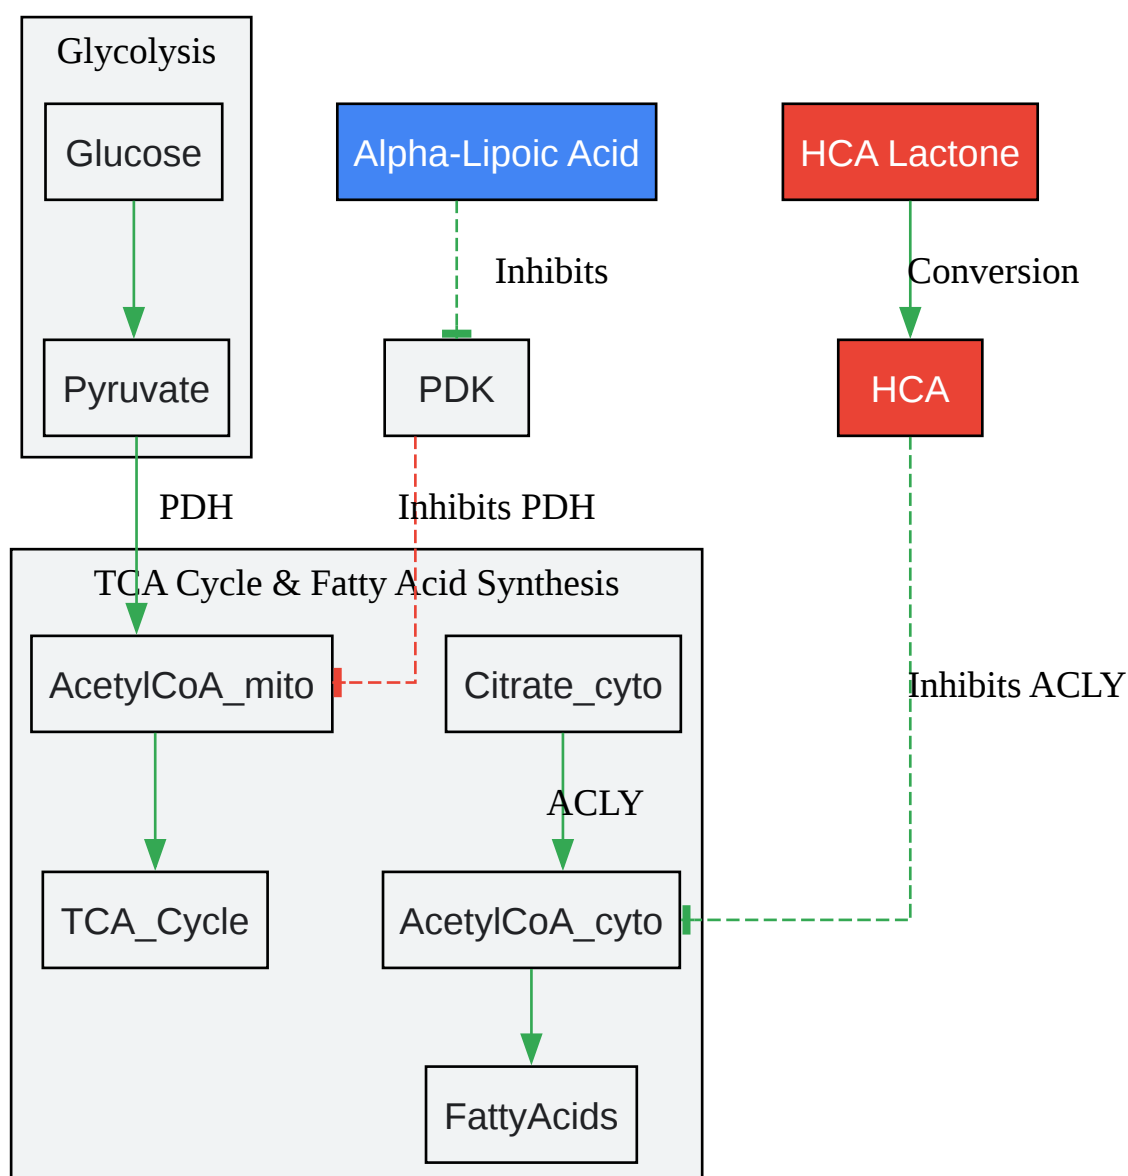 Glycolysis
Glucose
Alpha-Lipoic Acid
HCA Lactone
Inhibits
Conversion
Pyruvate
PDK
HCA
PDH
Inhibits PDH
TCA Cycle & Fatty Acid Synthesis
AcetylCoA_mito
Citrate_cyto
Inhibits ACLY
ACLY
TCA_Cycle
AcetylCoA_cyto
FattyAcids